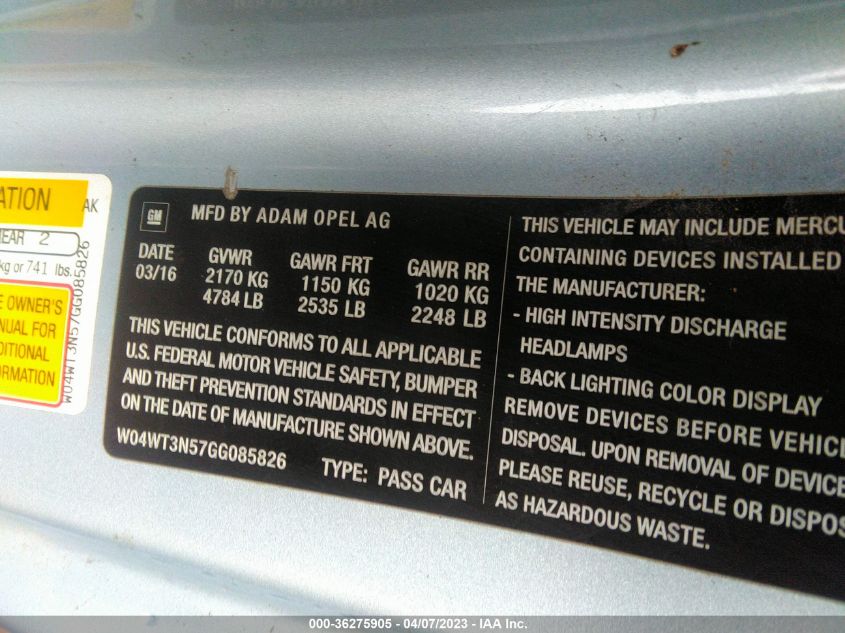 ATION
AK
REAR 2
kg or 741 lbs.
E OWNER'S
NUAL FOR
DITIONAL
ORMATION
W04WT3N57GG085826
GM
MFD BY ADAM OPEL AG
DATE GVWR GAWR FRT GAWR RR
03/16 2170 KG 1150 KG 1020 KG
4784 LB 2535 LB 2248 LB
THIS VEHICLE CONFORMS TO ALL APPLICABLE
U.S. FEDERAL MOTOR VEHICLE SAFETY, BUMPER
AND THEFT PREVENTION STANDARDS IN EFFECT
ON THE DATE OF MANUFACTURE SHOWN ABOVE.
W04WT3N57GG085826 TYPE: PASS CAR
THIS VEHICLE MAY INCLUDE MERCU
CONTAINING DEVICES INSTALLED
THE MANUFACTURER:
- HIGH INTENSITY DISCHARGE
HEADLAMPS
- BACK LIGHTING COLOR DISPLAY
REMOVE DEVICES BEFORE VEHIC
DISPOSAL. UPON REMOVAL OF DEVICE
PLEASE REUSE, RECYCLE OR DISPOS
AS HAZARDOUS WASTE.
000-36275905 - 04/07/2023 - IAA Inc.